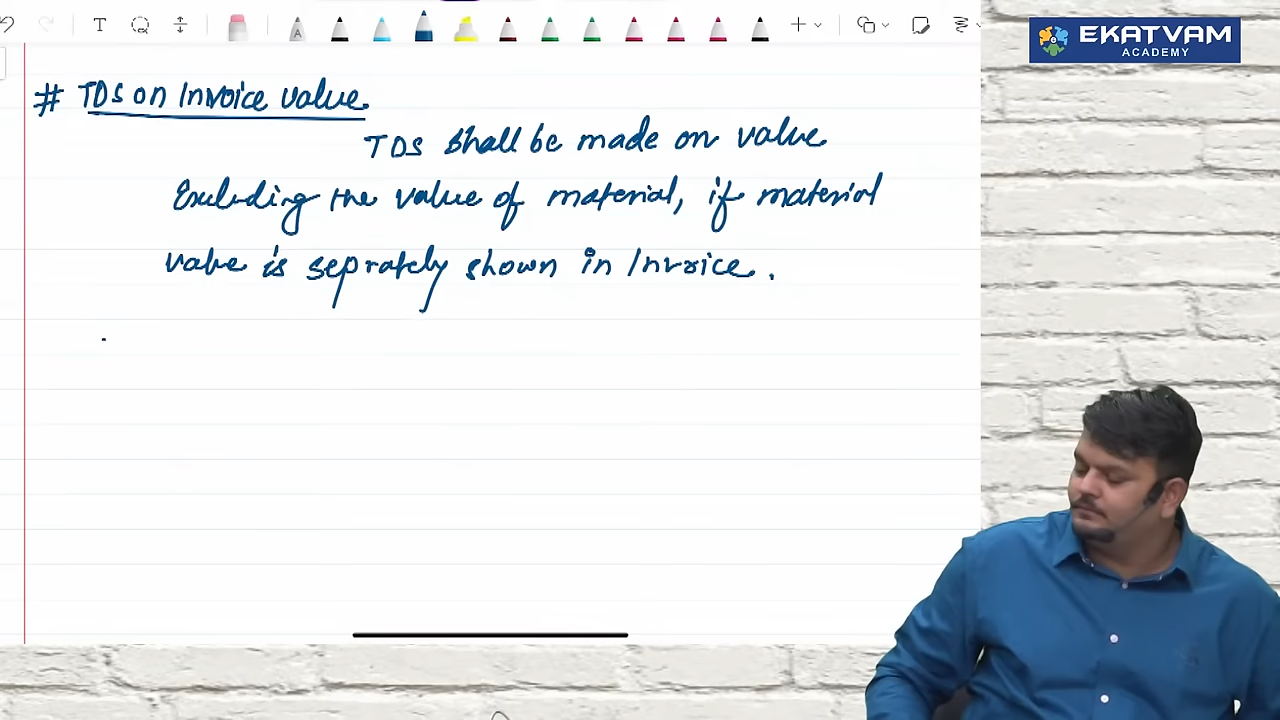 EKATVAM
ACADEMY
# TDS on Invoice value
TDS shall be made on value
Excluding the value of material, if material
value is seprately shown in Invoice.